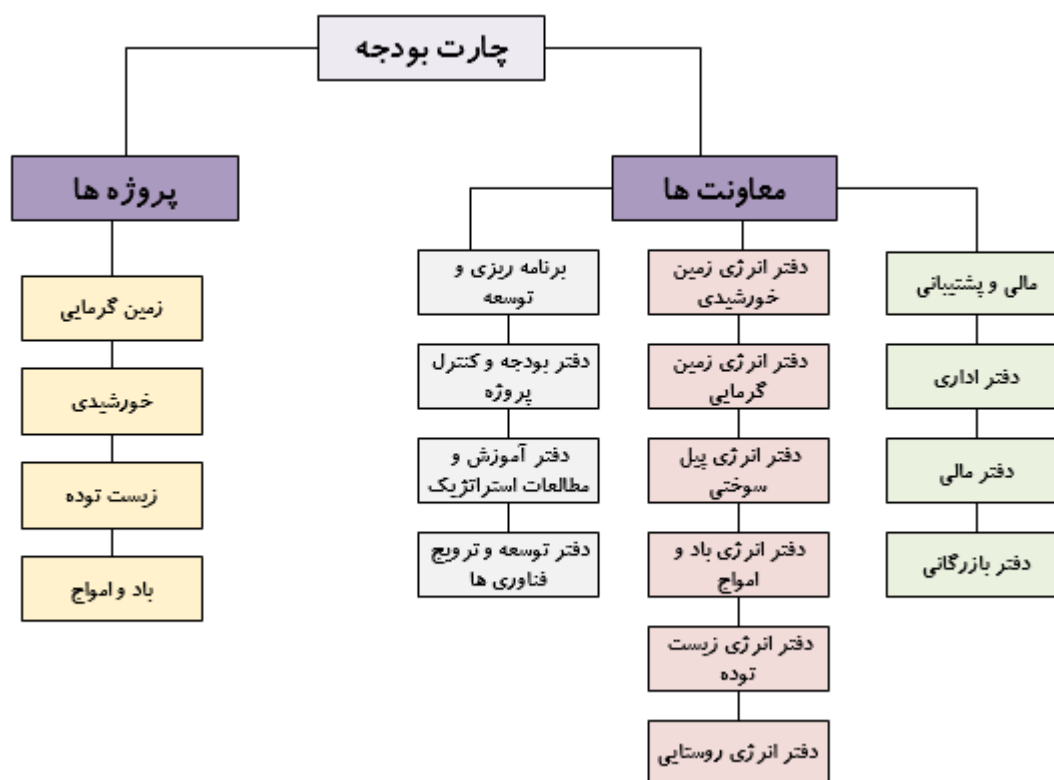 چارت بودجه
معاونت ها
پروژه ها
مالی و پشتیبانی
دفتر اداری
دفتر مالی
دفتر بازرگانی
دفتر انرژی زمین
خورشیدی
دفتر انرژی زمین
گرمایی
دفتر انرژی پیل
سوختی
دفتر انرژی باد و
امواج
دفتر انرژی زیست
توده
دفتر انرژی روستایی
برنامه ریزی و
توسعه
دفتر بودجه و کنترل
پروژه
دفتر آموزش و
مطالعات استراتژیک
دفتر توسعه و ترویج
فناوری ها
زمین گرمایی
خورشیدی
زیست توده
باد و امواج